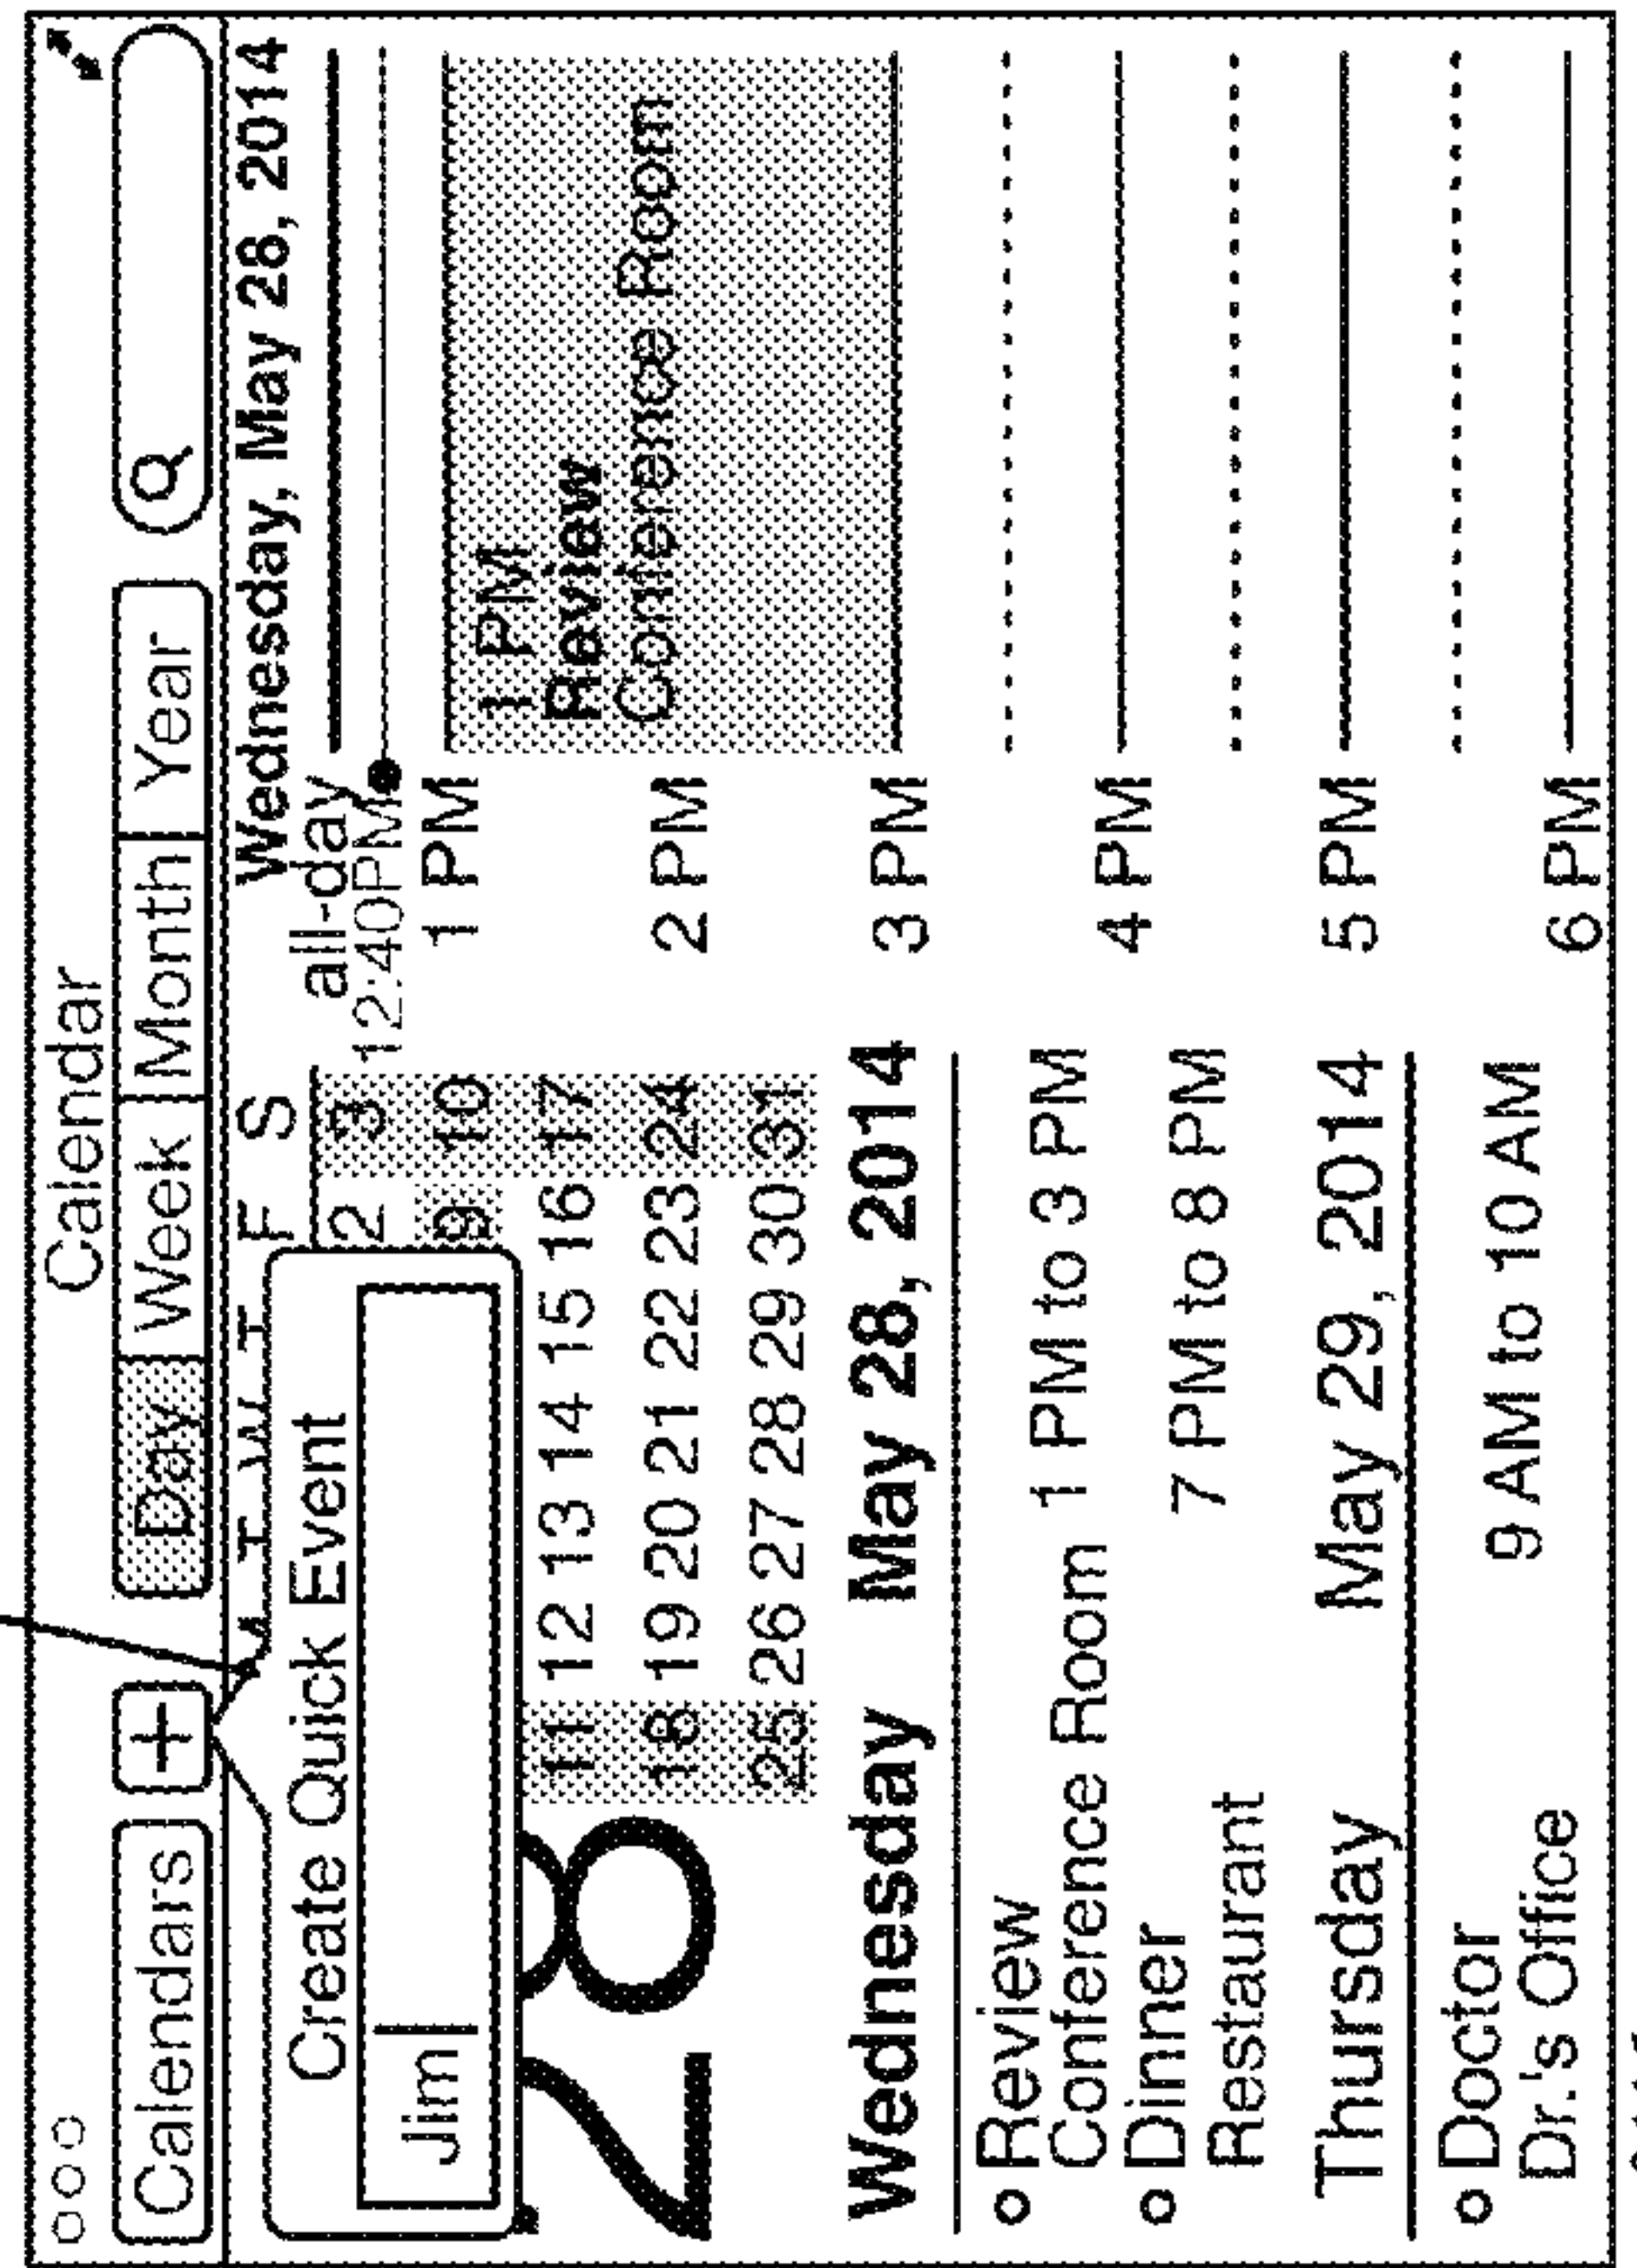 Calendar
Calendars + Day Week Month Year
F S
Create Quick Event
Jim
28
2 3
9 10
11 12 13 14 15 16 17
18 19 20 21 22 23 24
25 26 27 28 29 30 31
Wednesday May 28, 2014
Review 1 PM to 3 PM
Conference Room
Dinner 7 PM to 8 PM
Restaurant
Thursday May 29, 2014
Doctor 9 AM to 10 AM
Dr.'s Office
Wednesday, May 28, 2014
all-day
12:40PM
1 PM
1 PM
Review
Conference Room
2 PM
3 PM
4 PM
5 PM
6 PM